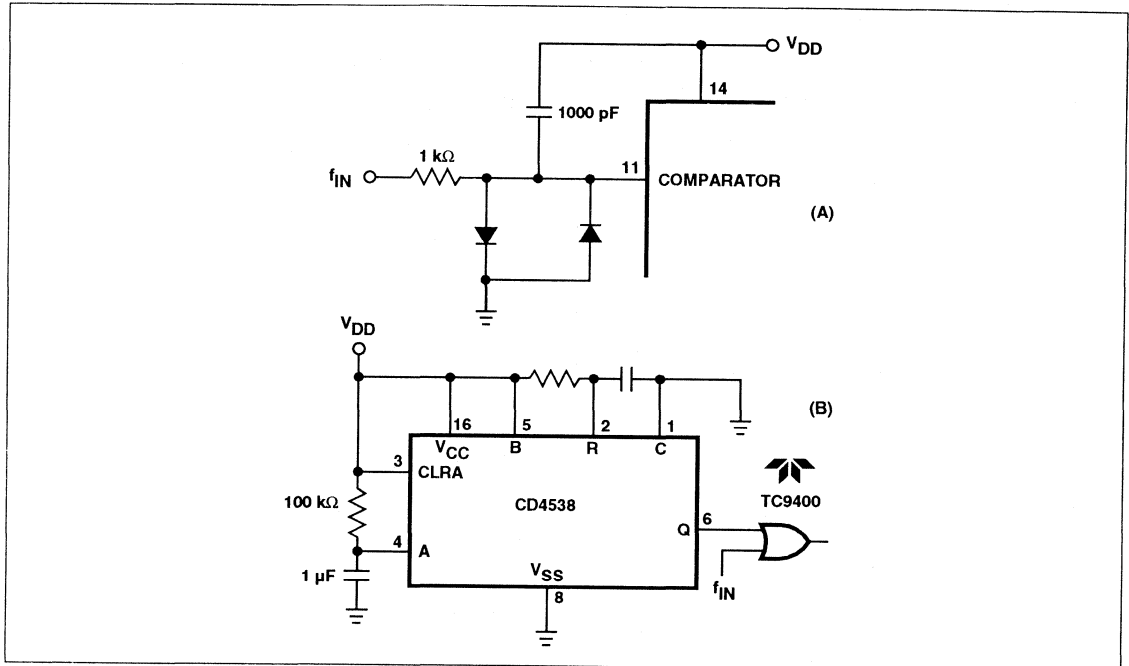 V_DD
14
1000 pF
1 kΩ
f_IN
11
COMPARATOR
(A)
V_DD
(B)
16
5
2
1
V_CC
B
R
C
3
CLRA
100 kΩ
CD4538
TC9400
6
Q
4
A
1 µF
V_SS
f_IN
8